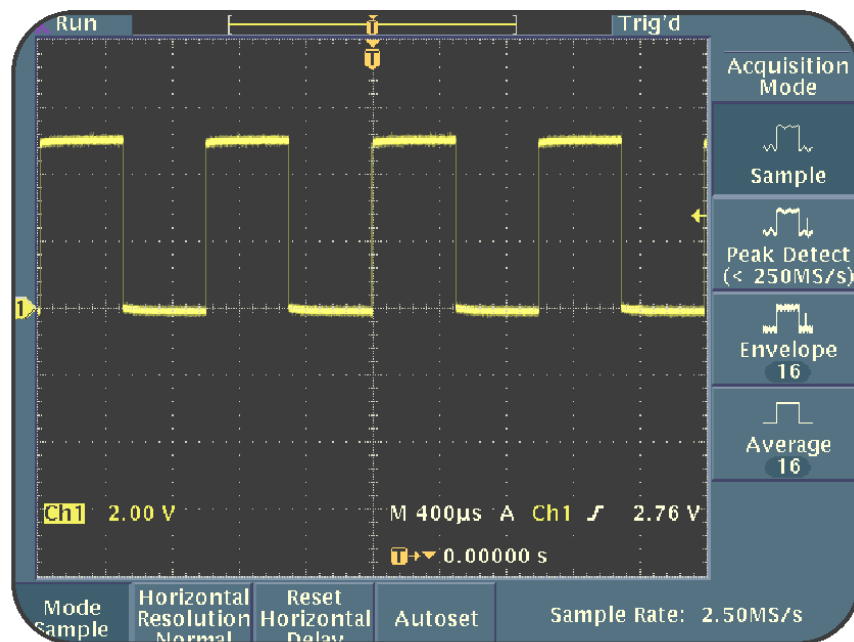 Run
T
Trig'd
T
Acquisition
Mode
Sample
Peak Detect
(< 250MS/s)
1
Envelope
16
Average
16
Ch1 2.00 V
M 400µs A Ch1 2.76 V
T 0.00000 s
Mode
Sample
Horizontal
Resolution
Normal
Reset
Horizontal
Delay
Autoset
Sample Rate: 2.50MS/s